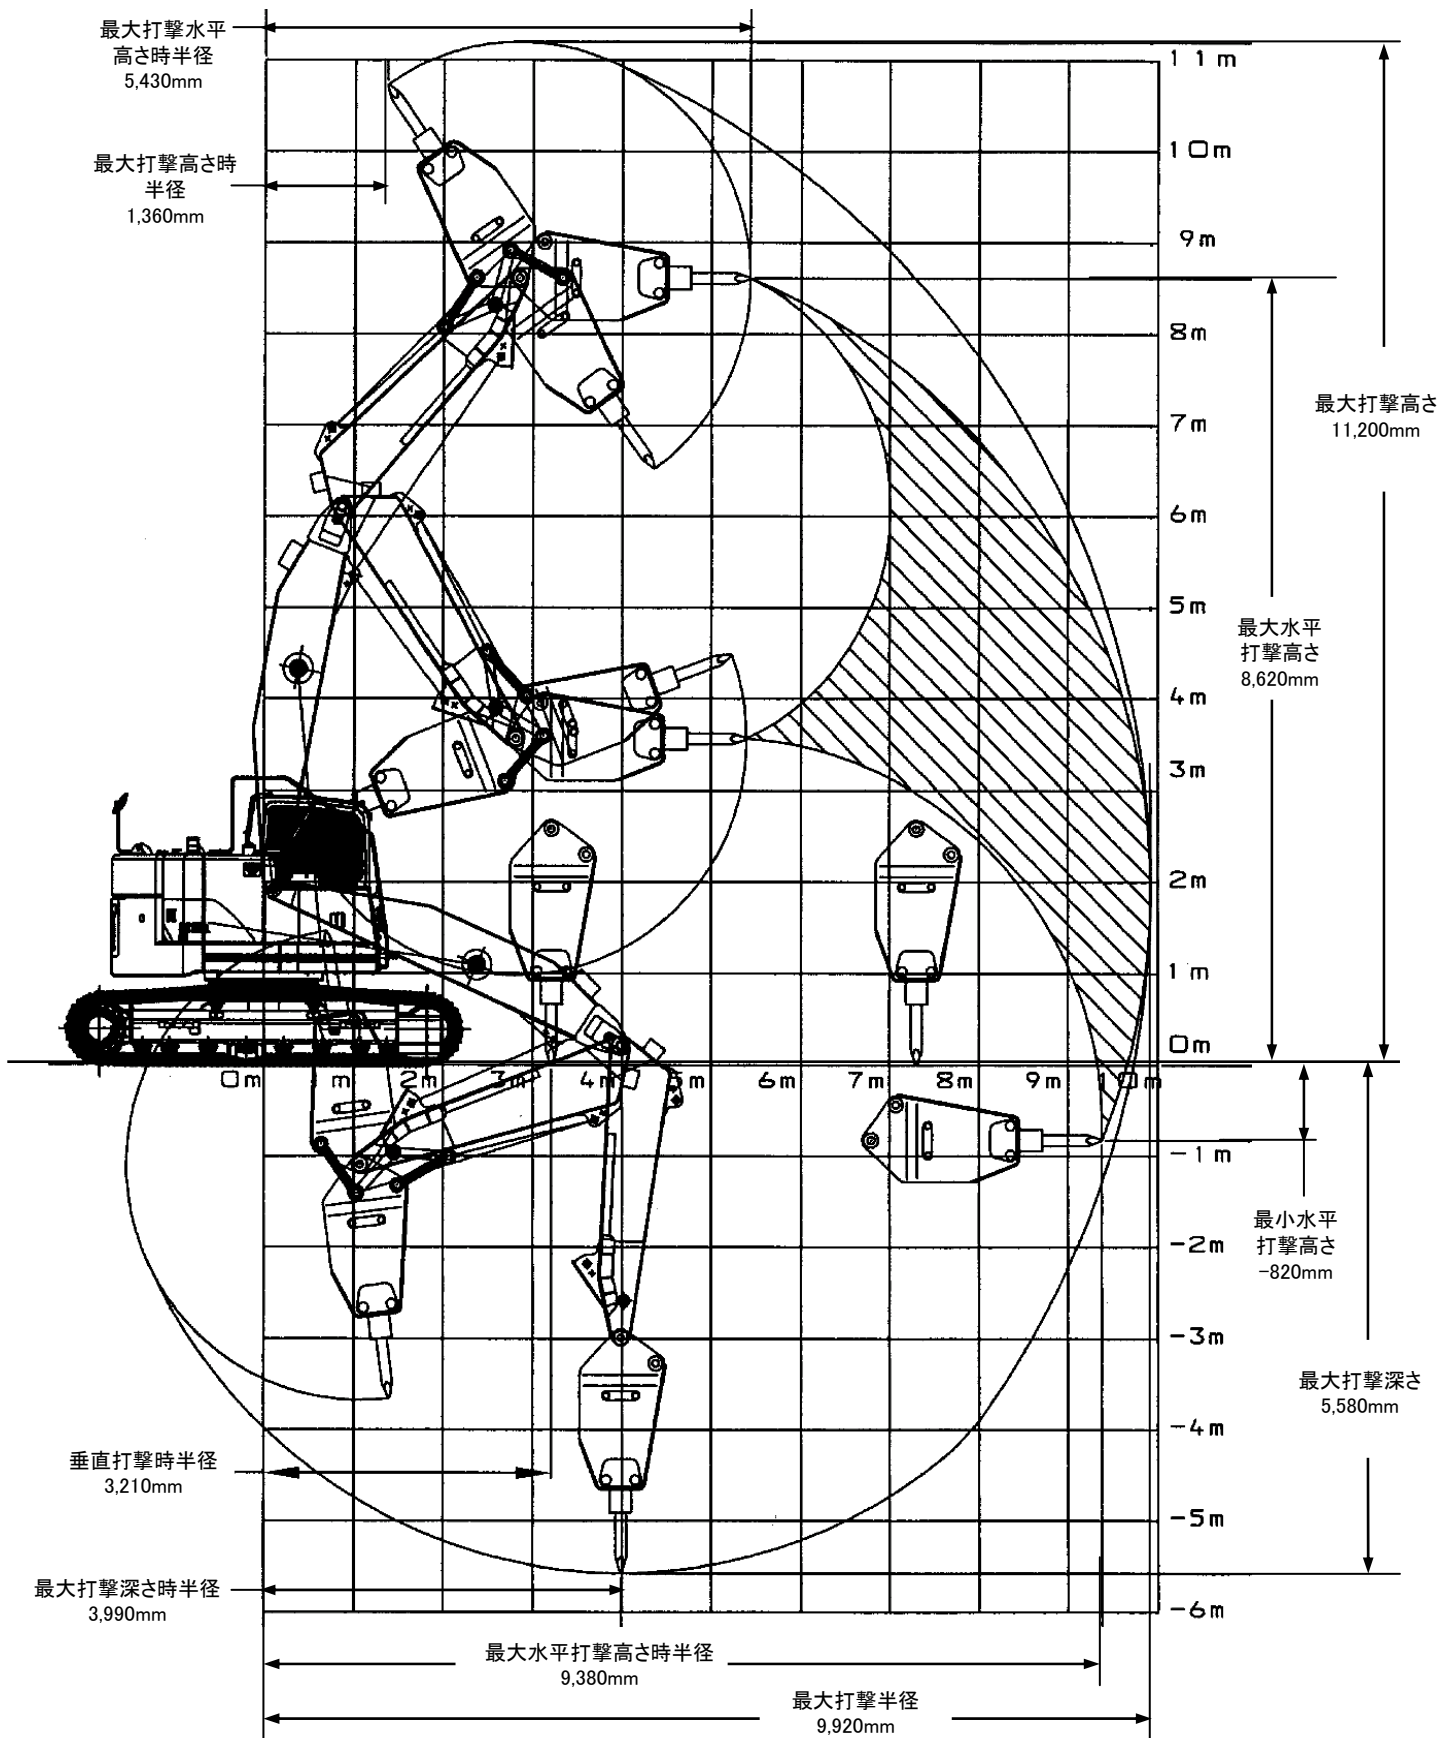 最大打撃水平
高さ時半径
5,430mm
11m
10m
最大打撃高さ時
半径
1,360mm
9m
8m
最大打撃高さ
11,200mm
7m
6m
5m
最大水平
打撃高さ
8,620mm
4m
3m
2m
m
1m
0m
0m
m
2m
3m
4m
m
6m
7m
8m
9m
10m
-1m
最小水平
打撃高さ
-820mm
-2m
-3m
最大打撃深さ
5,580mm
-4m
垂直打撃時半径
3,210mm
-5m
最大打撃深さ時半径
3,990mm
-6m
最大水平打撃高さ時半径
9,380mm
最大打撃半径
9,920mm